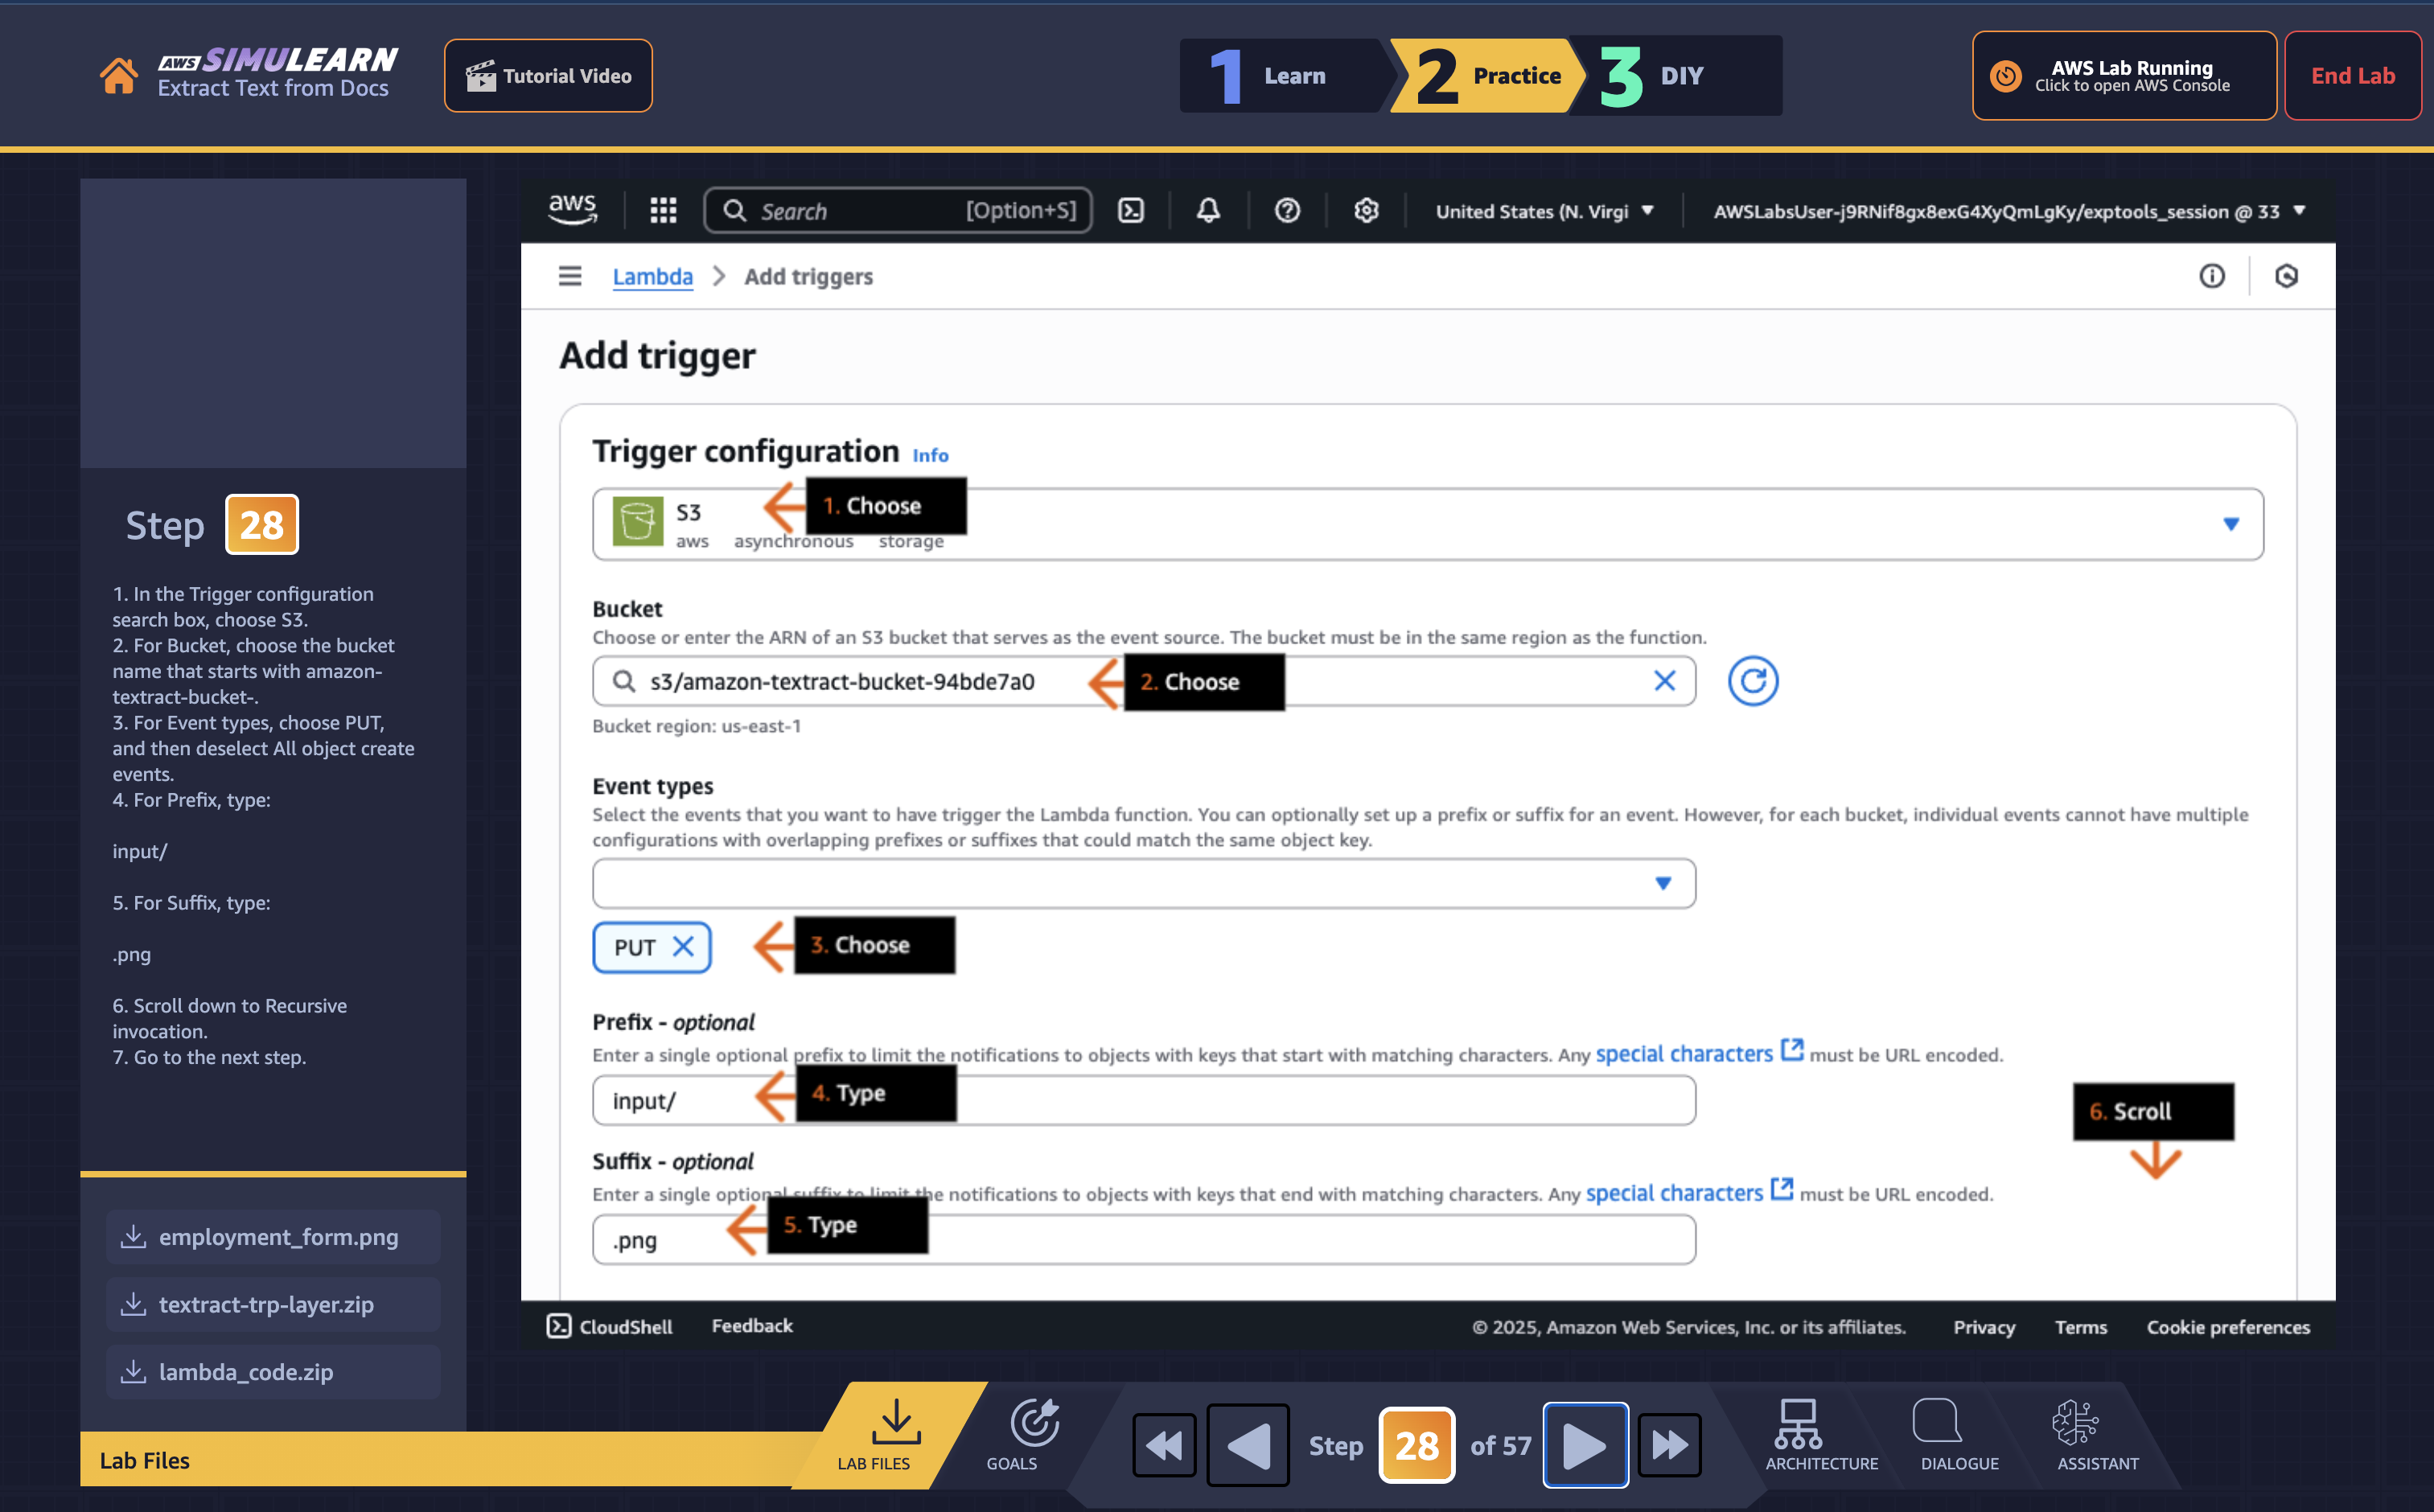 AWS SIMULEARN
Extract Text from Docs
Tutorial Video
1 Learn
2 Practice
3 DIY
AWS Lab Running
Click to open AWS Console
End Lab
Step 28
1. In the Trigger configuration
search box, choose S3.
2. For Bucket, choose the bucket
name that starts with amazon-
textract-bucket-.
3. For Event types, choose PUT,
and then deselect All object create
events.
4. For Prefix, type:
input/
5. For Suffix, type:
.png
6. Scroll down to Recursive
invocation.
7. Go to the next step.
employment_form.png
textract-trp-layer.zip
lambda_code.zip
Lab Files
aws
Search [Option+S]
United States (N. Virgi
AWSLabsUser-j9RNif8gx8exG4XyQmLgKy/exptools_session @ 33
Lambda > Add triggers
Add trigger
Trigger configuration Info
S3
1. Choose
aws asynchronous storage
Bucket
Choose or enter the ARN of an S3 bucket that serves as the event source. The bucket must be in the same region as the function.
s3/amazon-textract-bucket-94bde7a0
2. Choose
Bucket region: us-east-1
Event types
Select the events that you want to have trigger the Lambda function. You can optionally set up a prefix or suffix for an event. However, for each bucket, individual events cannot have multiple
configurations with overlapping prefixes or suffixes that could match the same object key.
PUT
3. Choose
Prefix - optional
Enter a single optional prefix to limit the notifications to objects with keys that start with matching characters. Any special characters must be URL encoded.
input/
4. Type
6. Scroll
Suffix - optional
Enter a single optional suffix to limit the notifications to objects with keys that end with matching characters. Any special characters must be URL encoded.
.png
5. Type
CloudShell Feedback
© 2025, Amazon Web Services, Inc. or its affiliates. Privacy Terms Cookie preferences
LAB FILES
GOALS
Step 28 of 57
ARCHITECTURE
DIALOGUE
ASSISTANT